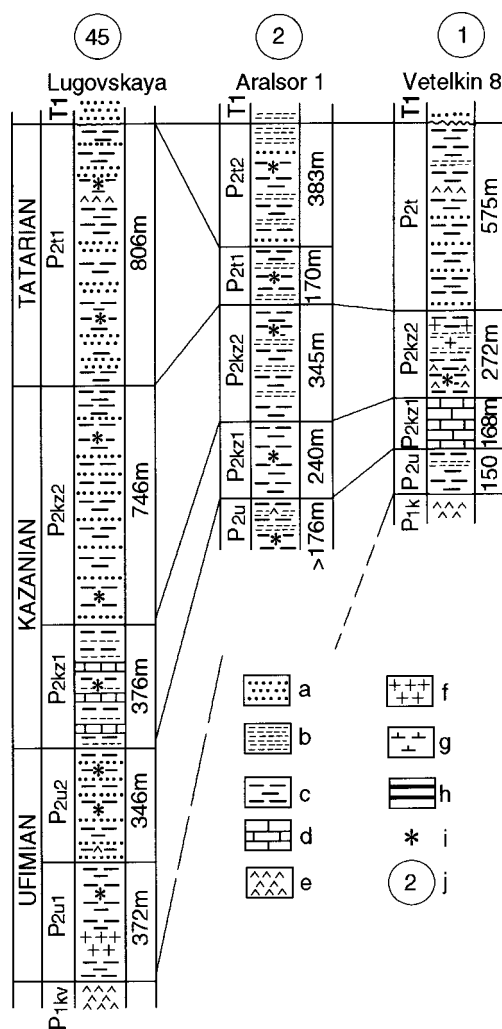 45
2
1
Lugovskaya
Aralsor 1
Vetelkin 8
T1
T1
T1
TATARIAN
P2t1
806m
P2t2
383m
P2t1
170m
P2t
575m
KAZANIAN
P2kz2
746m
P2kz1
376m
P2kz2
345m
P2kz1
240m
P2u
>176m
P2kz2
272m
P2kz1
168m
P2u
150
P1k
UFIMIAN
P2u2
346m
P2u1
372m
P1kv
a
b
c
d
e
f
g
h
* i
2 j